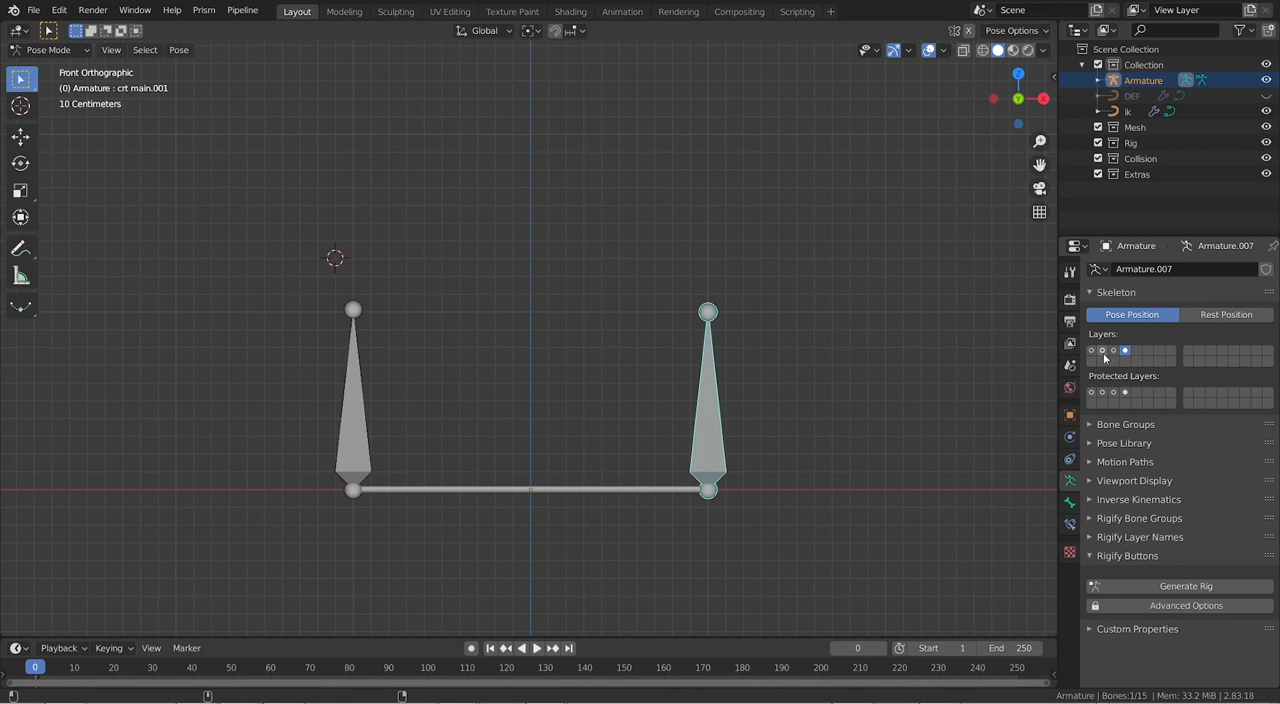 File Edit Render Window Help Prism Pipeline Layout Modeling Sculpting UV Editing Texture Paint Shading Animation Rendering Compositing Scripting + Scene View Layer
Global Pose Options
Pose Mode View Select Pose
Scene Collection
Collection
Armature
DEF
ik
Mesh
Rig
Collision
Extras
Front Orthographic
(0) Armature : crt main.001
10 Centimeters
Z
Y
X
Armature Armature.007
Armature.007
Skeleton
Pose Position Rest Position
Layers:
Protected Layers:
Bone Groups
Pose Library
Motion Paths
Viewport Display
Inverse Kinematics
Rigify Bone Groups
Rigify Layer Names
Rigify Buttons
Generate Rig
Advanced Options
Custom Properties
Playback Keying View Marker 0 Start 1 End 250
0 10 20 30 40 50 60 70 80 90 100 110 120 130 140 150 160 170 180 190 200 210 220 230 240 250
Armature | Bones:1/15 | Mem: 33.2 MiB | 2.83.18